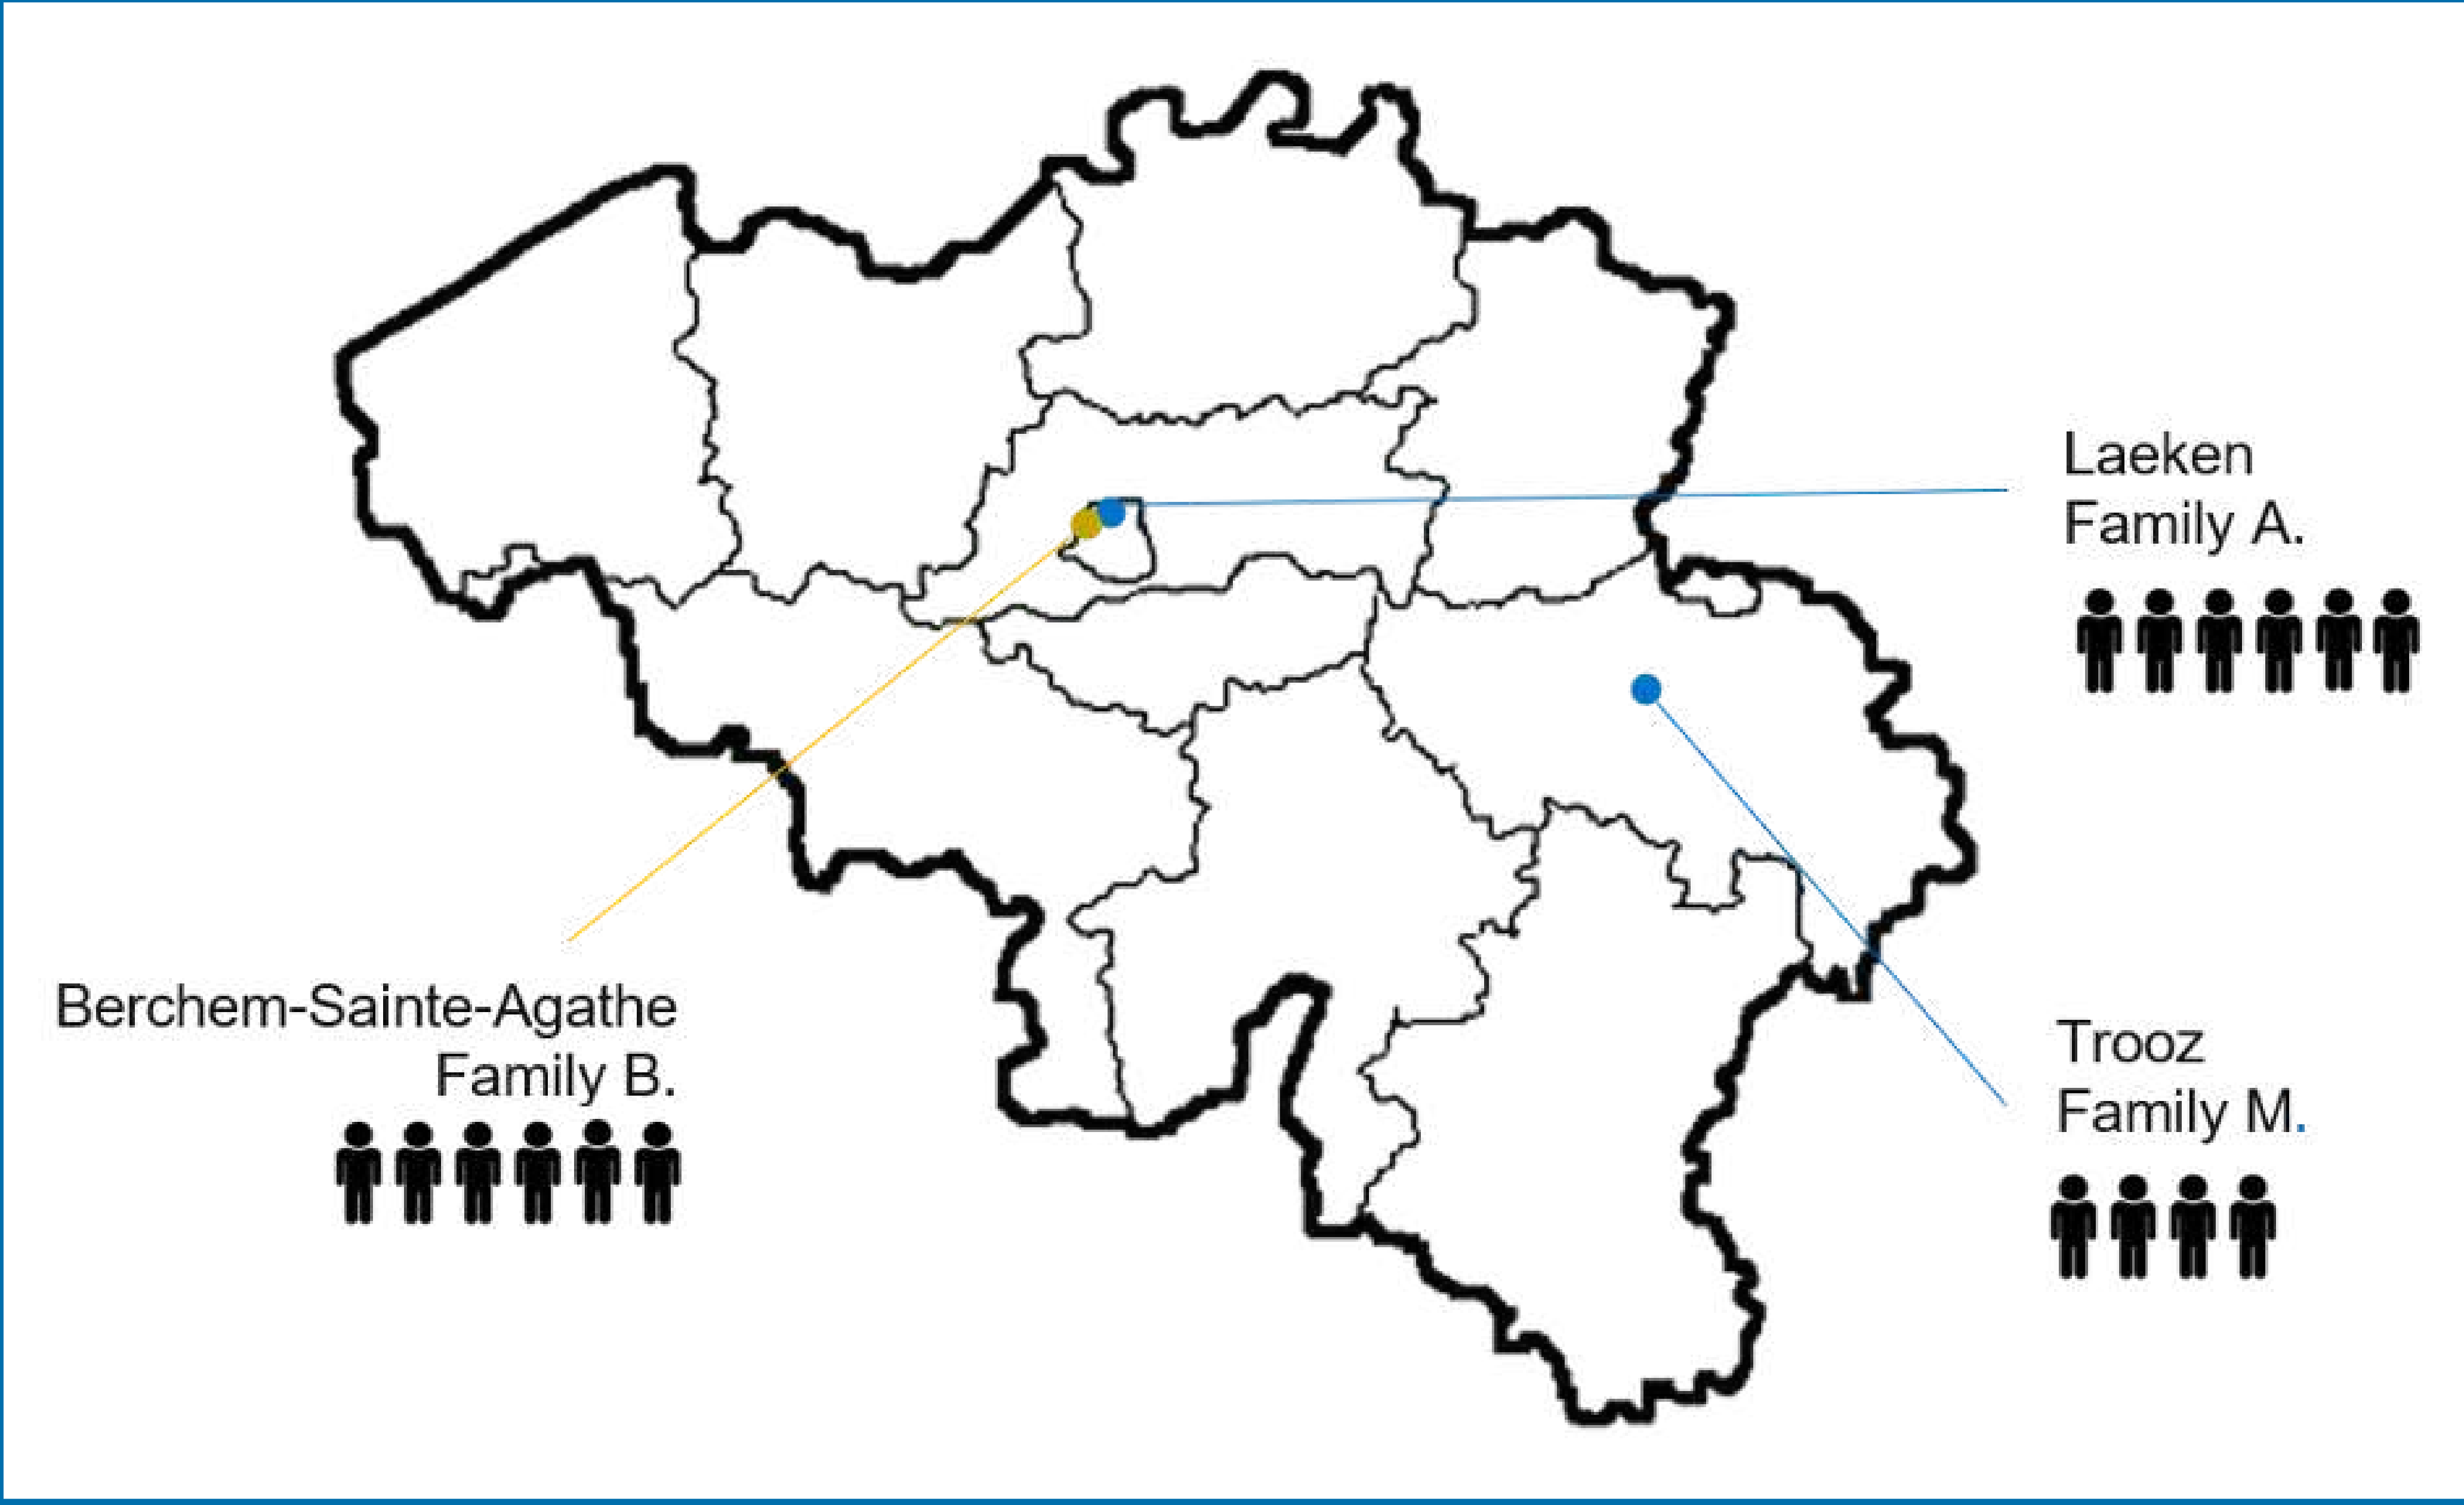 Laeken
Family A.
Berchem-Sainte-Agathe
Family B.
Trooz
Family M.